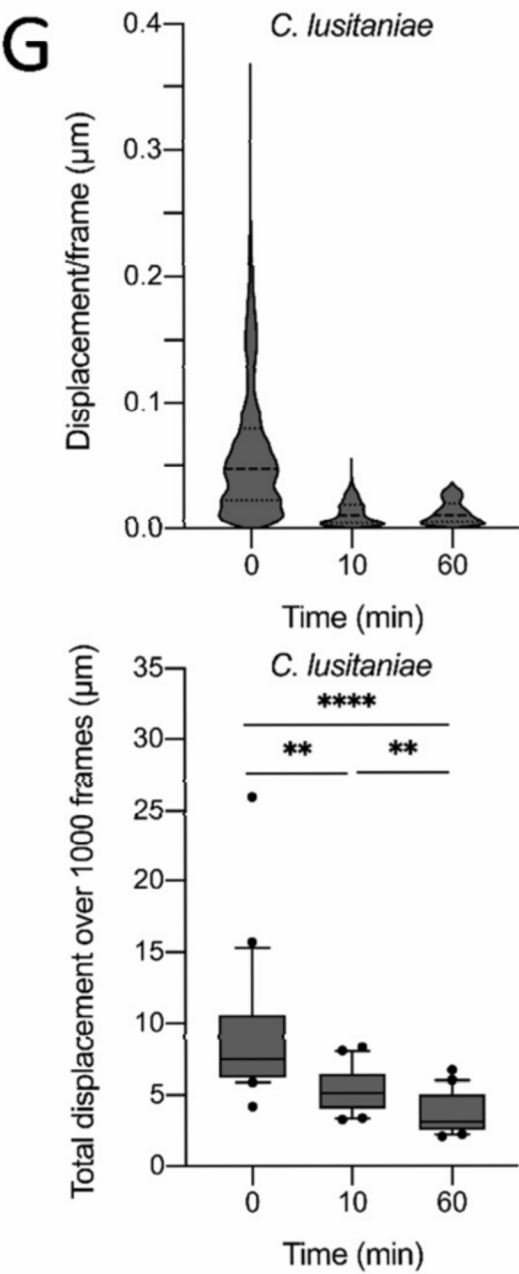 G
C. lusitaniae
Displacement/frame (µm)
0.4
0.3
0.2
0.1
0.0
0 10 60
Time (min)
C. lusitaniae
Total displacement over 1000 frames (µm)
35
30
25
20
15
10
5
0
****
** **
0 10 60
Time (min)